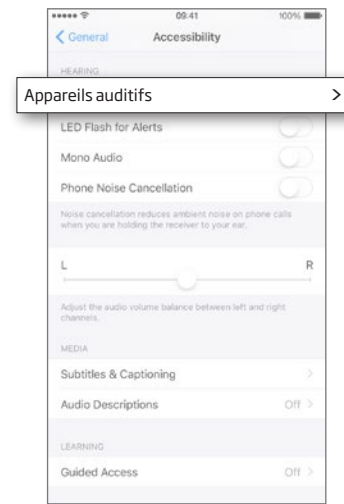 09:41 100%
General Accessibility
HEARING
Appareils auditifs
LED Flash for Alerts
Mono Audio
Phone Noise Cancellation
Noise cancellation reduces ambient noise on phone calls
when you are holding the receiver to your ear.
L R
Adjust the audio volume balance between left and right
channels.
MEDIA
Subtitles & Captioning
Audio Descriptions Off
LEARNING
Guided Access Off